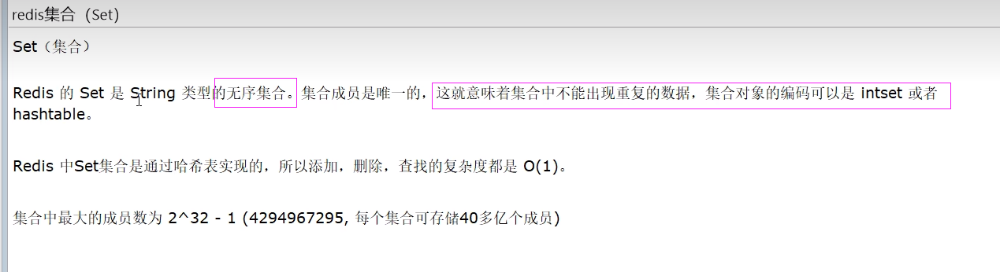 redis集合（Set）
Set（集合）
Redis 的 Set 是 String 类型的无序集合。集合成员是唯一的，这就意味着集合中不能出现重复的数据，集合对象的编码可以是 intset 或者
hashtable。
Redis 中Set集合是通过哈希表实现的，所以添加，删除，查找的复杂度都是 O(1)。
集合中最大的成员数为 2^32 - 1 (4294967295, 每个集合可存储40多亿个成员)